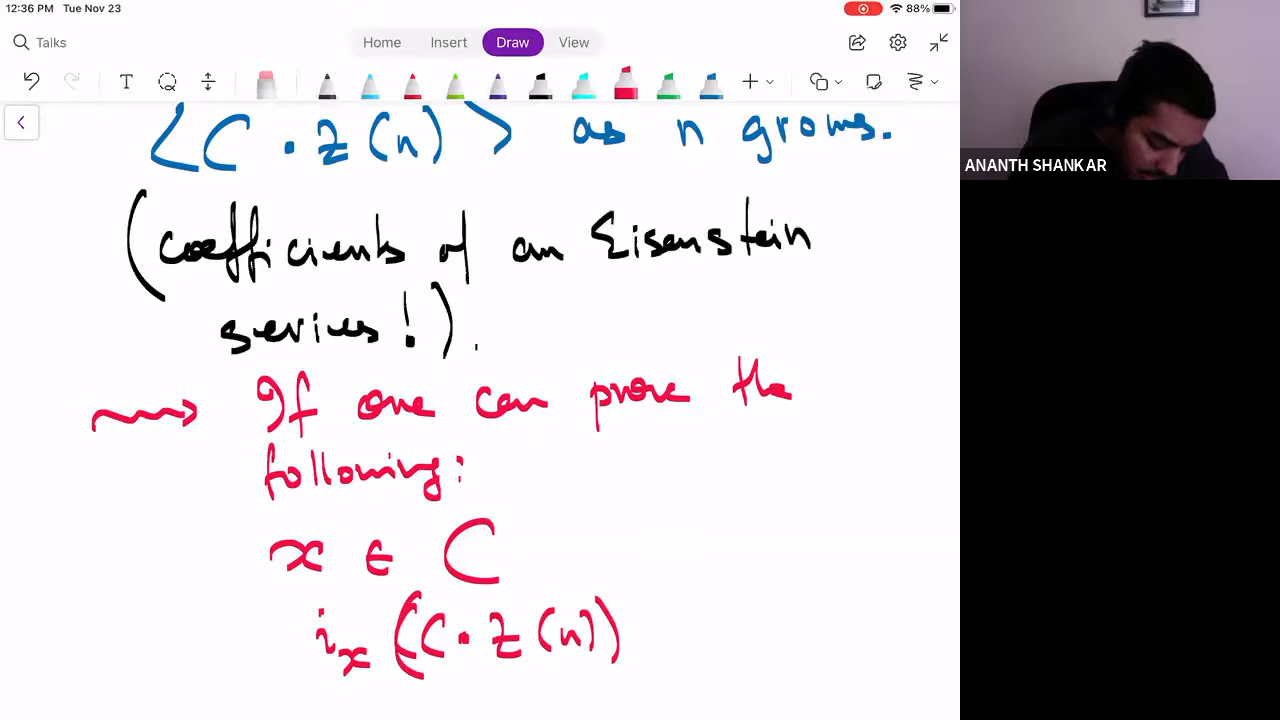 12:36 PM Tue Nov 23
88%
Talks
Home Insert Draw View
T
ANANTH SHANKAR
⟨C · Z(n)⟩ as n grows.
(coefficients of an Eisenstein
series!).
⇝ If one can prove the
following:
x ∈ C
i_x (C · Z(n))